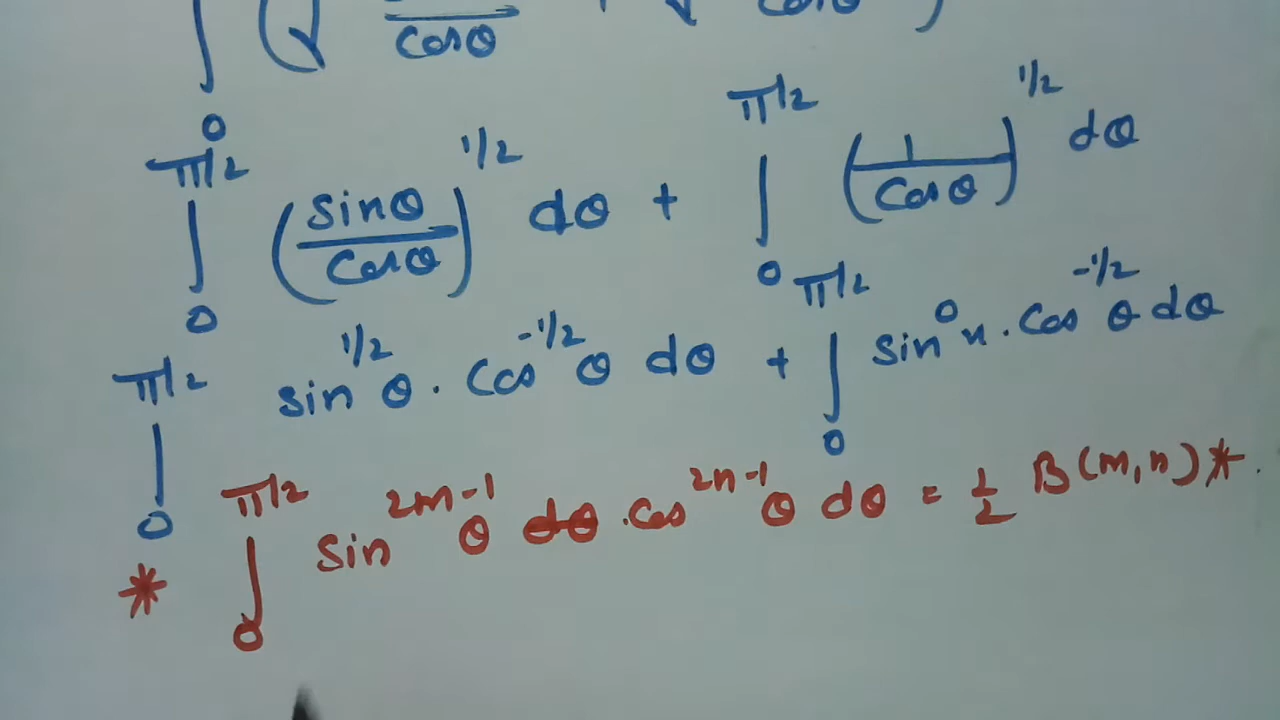 ∫ 0 ( √ cosθ + √ cosθ )
∫ 0 π/2 (sinθ/cosθ)^1/2 dθ + ∫ 0 π/2 (1/cosθ)^1/2 dθ
∫ 0 π/2 sin^1/2 θ · cos^-1/2 θ dθ + ∫ 0 π/2 sin^0 x · cos^-1/2 θ dθ
* ∫ 0 π/2 sin^2m-1 θ · cos^2n-1 θ dθ = 1/2 B(m,n) * .